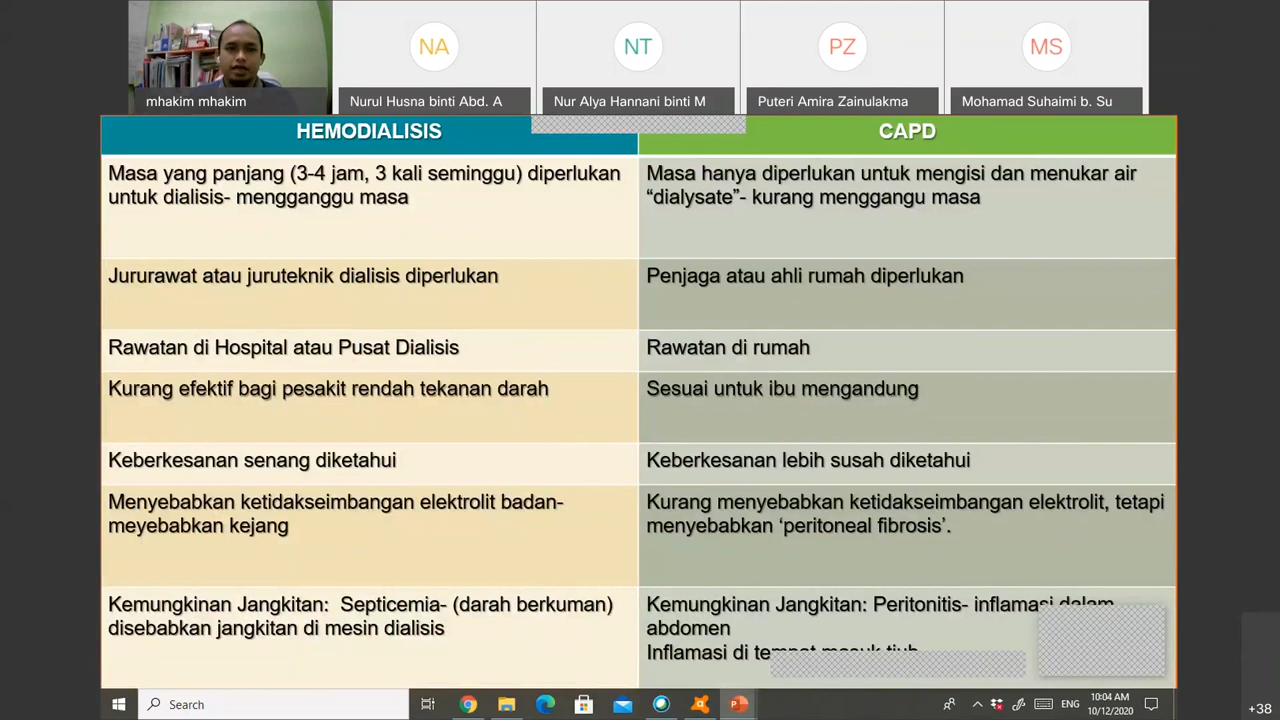 NA
NT
PZ
MS
mhakim mhakim
Nurul Husna binti Abd. A
Nur Alya Hannani binti M
Puteri Amira Zainulakma
Mohamad Suhaimi b. Su
HEMODIALISIS
CAPD
Masa yang panjang (3-4 jam, 3 kali seminggu) diperlukan
untuk dialisis- mengganggu masa
Masa hanya diperlukan untuk mengisi dan menukar air
“dialysate”- kurang menggangu masa
Jururawat atau juruteknik dialisis diperlukan
Penjaga atau ahli rumah diperlukan
Rawatan di Hospital atau Pusat Dialisis
Rawatan di rumah
Kurang efektif bagi pesakit rendah tekanan darah
Sesuai untuk ibu mengandung
Keberkesanan senang diketahui
Keberkesanan lebih susah diketahui
Menyebabkan ketidakseimbangan elektrolit badan-
meyebabkan kejang
Kurang menyebabkan ketidakseimbangan elektrolit, tetapi
menyebabkan ‘peritoneal fibrosis’.
Kemungkinan Jangkitan:  Septicemia- (darah berkuman)
disebabkan jangkitan di mesin dialisis
Kemungkinan Jangkitan: Peritonitis- inflamasi dalam
abdomen
Inflamasi di tempat masuk tiub
Search
ENG
10:04 AM
10/12/2020
+38